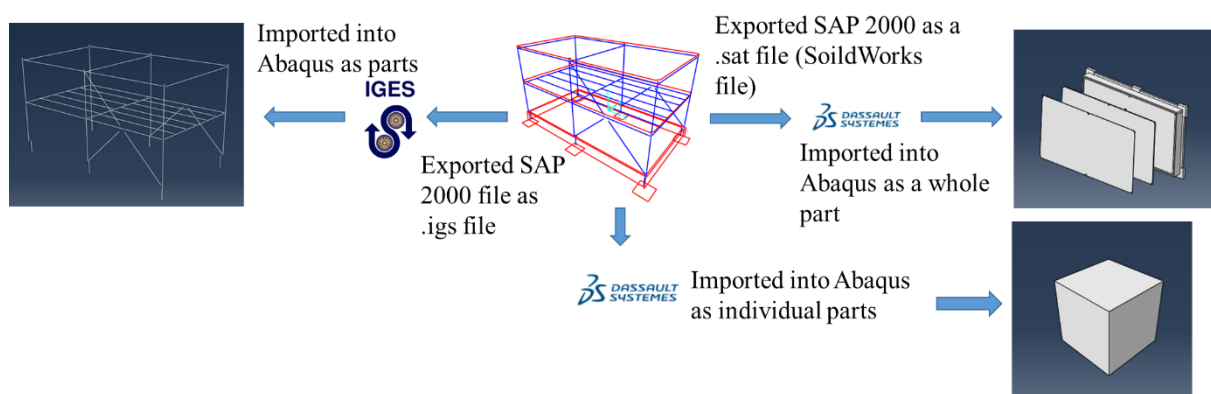 Imported into
Abaqus as parts
IGES
Exported SAP
2000 file as
.igs file
Exported SAP 2000 as a
.sat file (SoildWorks
file)
DASSAULT
SYSTEMES
Imported into
Abaqus as a whole
part
DASSAULT
SYSTEMES
Imported into Abaqus
as individual parts